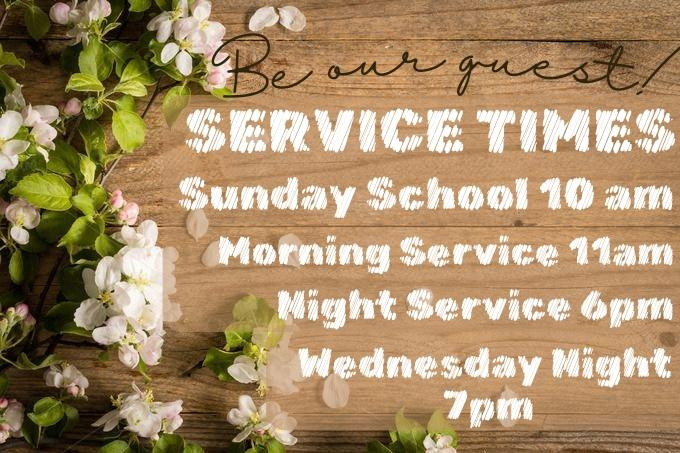 Be our guest!
SERVICE TIMES
Sunday School 10 am
Morning Service 11am
Night Service 6pm
Wednesday Night
7pm